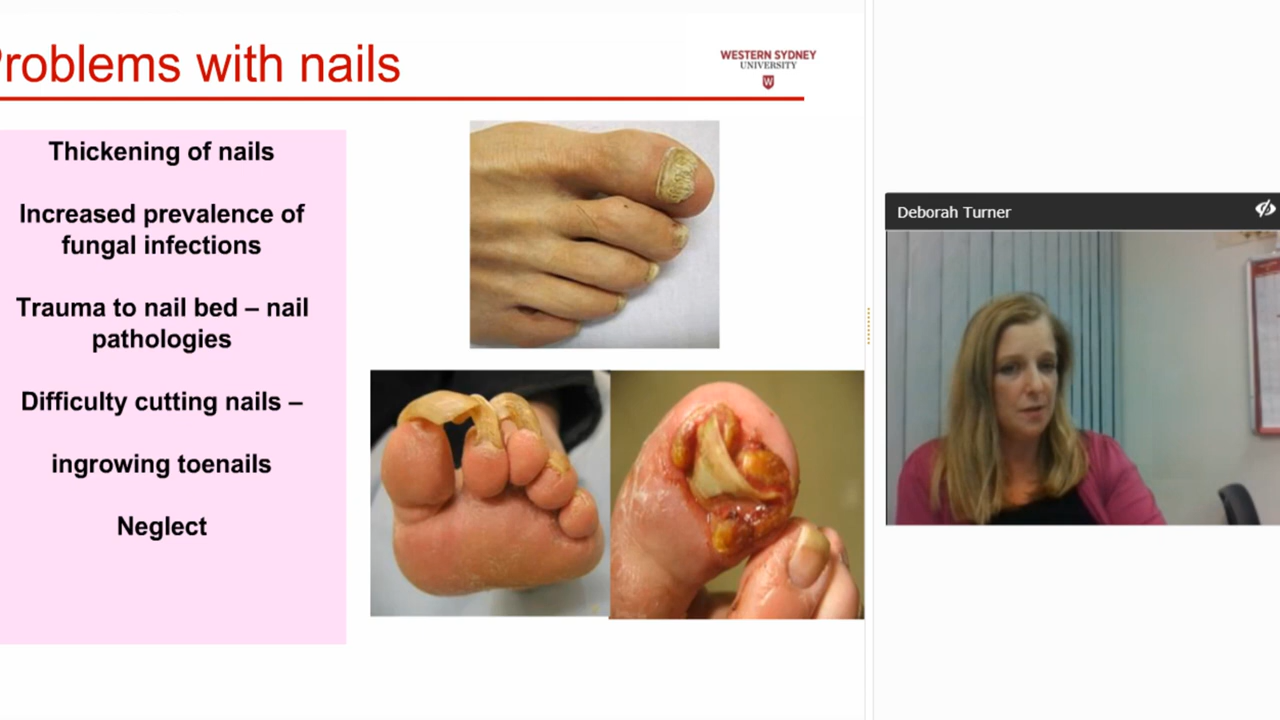 Problems with nails
WESTERN SYDNEY
UNIVERSITY
W
Thickening of nails
Increased prevalence of
fungal infections
Trauma to nail bed – nail
pathologies
Difficulty cutting nails –
ingrowing toenails
Neglect
Deborah Turner